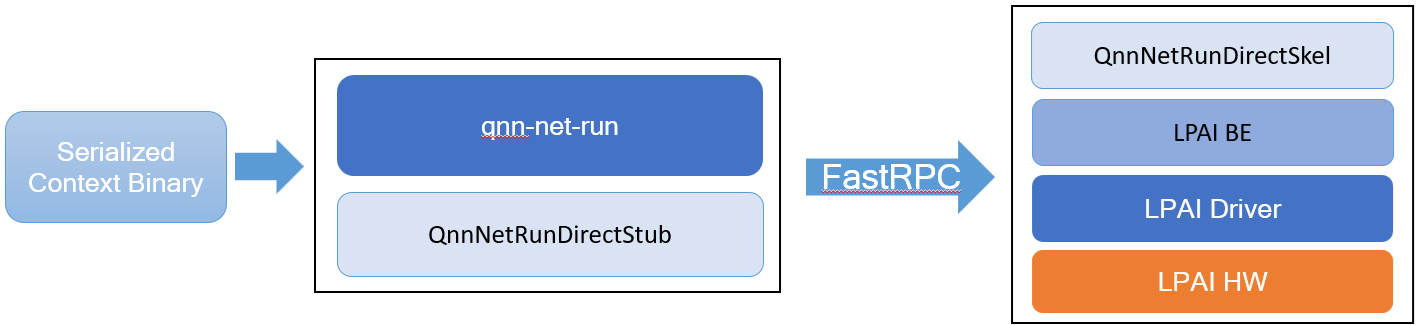 Serialized
Context Binary
qnn-net-run
QnnNetRunDirectStub
FastRPC
QnnNetRunDirectSkel
LPAI BE
LPAI Driver
LPAI HW